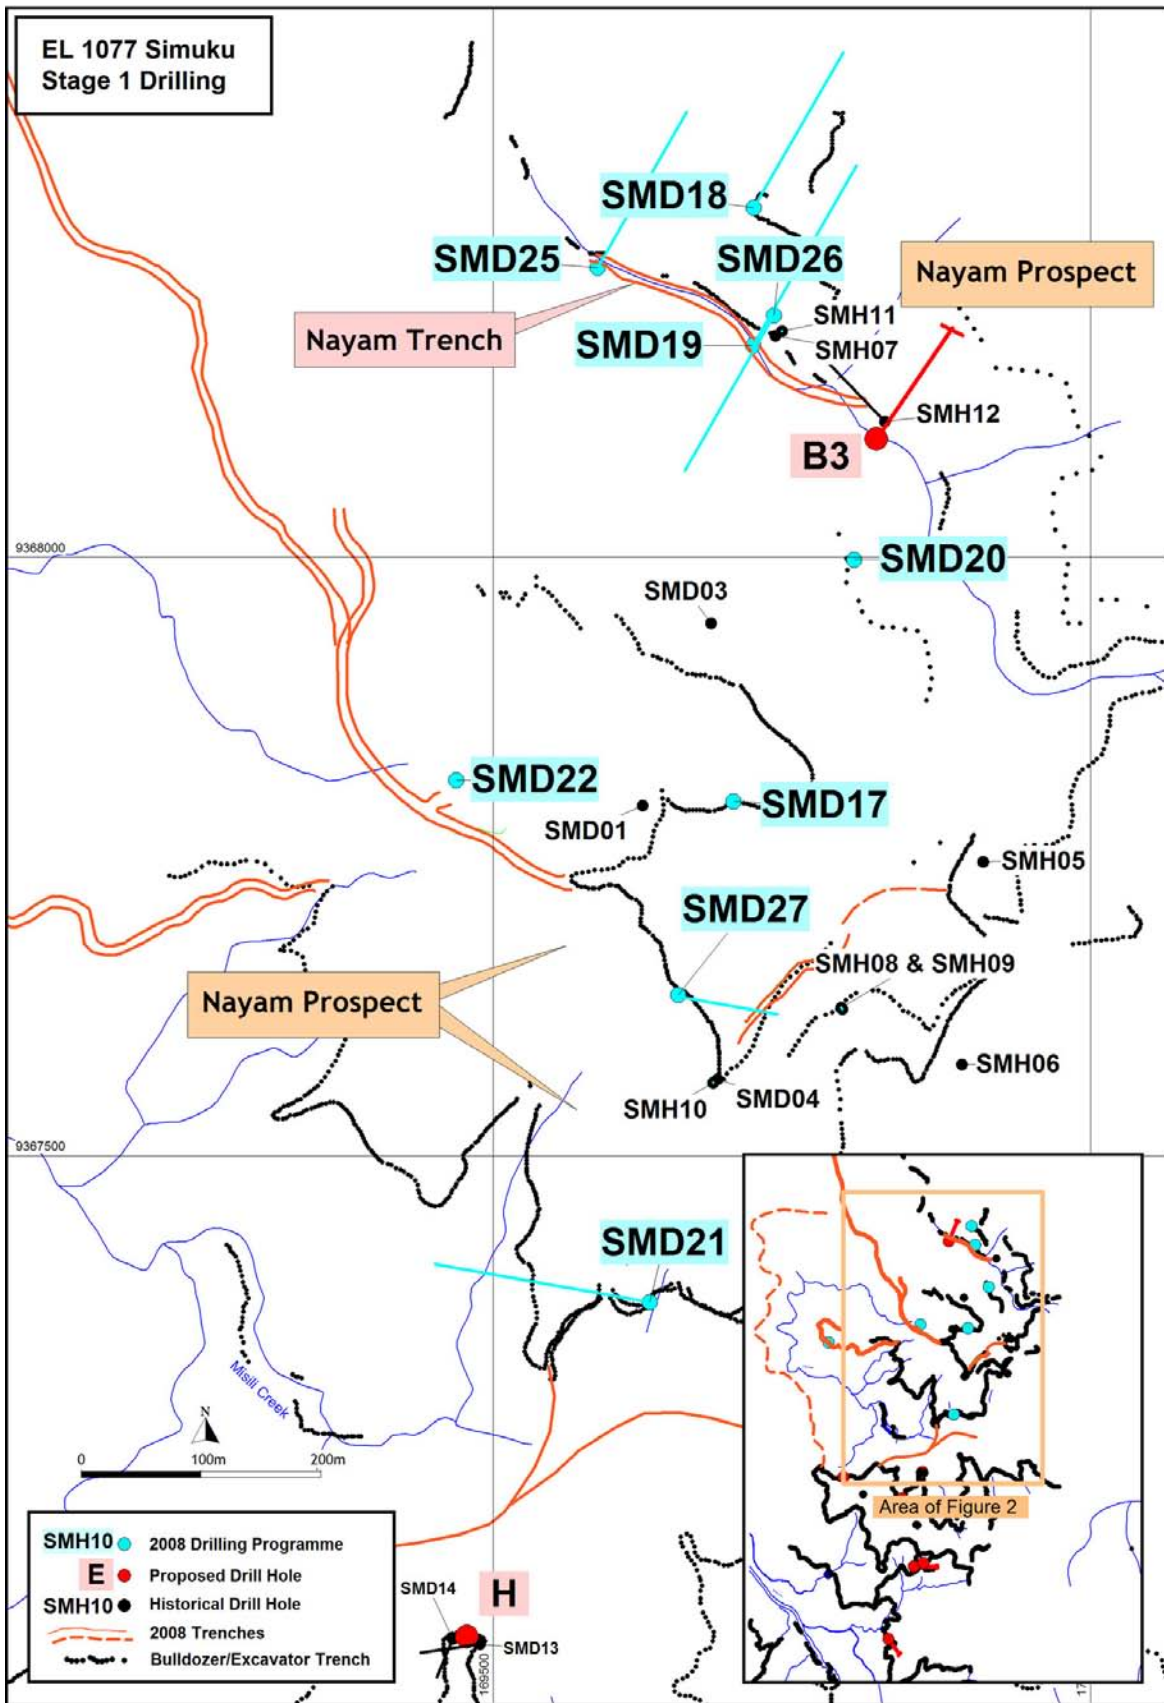 EL 1077 Simuku
Stage 1 Drilling
SMD18
SMD25
SMD26
Nayam Prospect
Nayam Trench
SMH11
SMD19
SMH07
SMH12
B3
9368000
SMD20
SMD03
SMD22
SMD17
SMD01
SMH05
SMD27
SMH08 & SMH09
Nayam Prospect
SMH06
SMH10
SMD04
9367500
SMD21
Misili Creek
N
0 100m 200m
Area of Figure 2
SMH10 2008 Drilling Programme
E Proposed Drill Hole
SMH10 Historical Drill Hole
2008 Trenches
Bulldozer/Excavator Trench
SMD14
H
SMD13
169500